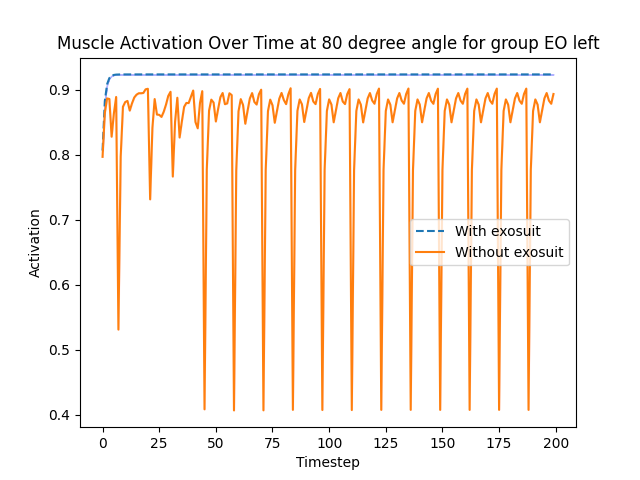 Muscle Activation Over Time at 80 degree angle for group EO left
Activation
0.9
0.8
0.7
0.6
0.5
0.4
With exosuit
Without exosuit
0 25 50 75 100 125 150 175 200
Timestep